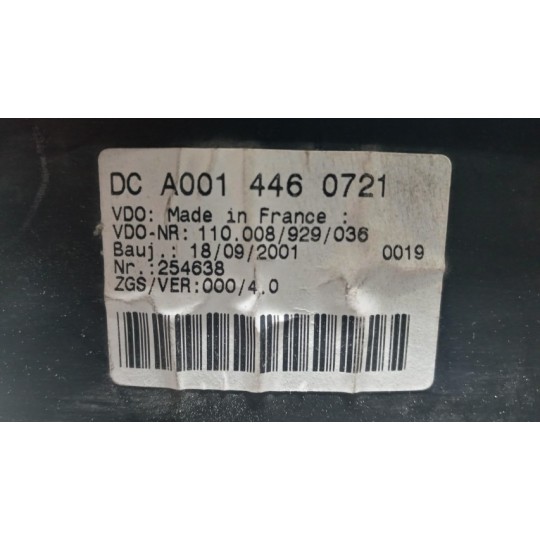 DC A001 446 0721
VDO: Made in France :
VDO-NR: 110.008/929/036
Bauj.: 18/09/2001 0019
Nr.:254638
ZGS/VER:000/4.0